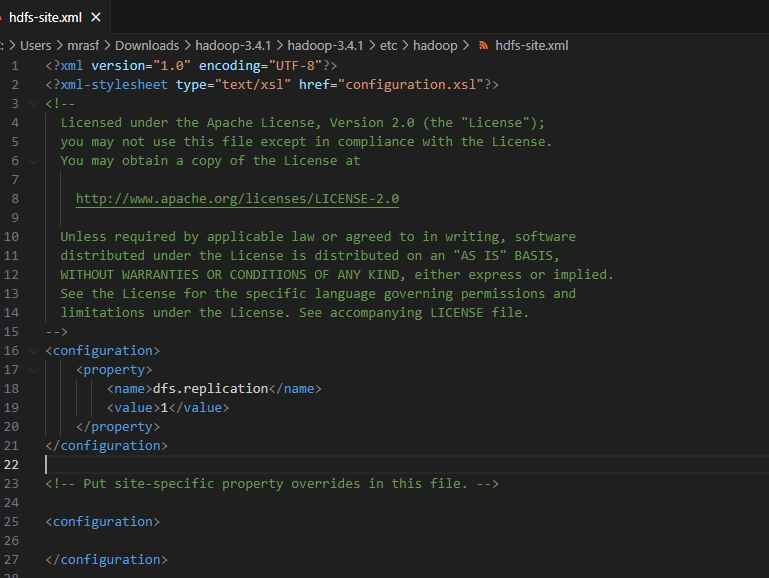 hdfs-site.xml ×
: > Users > mrasf > Downloads > hadoop-3.4.1 > hadoop-3.4.1 > etc > hadoop > hdfs-site.xml
1 <?xml version="1.0" encoding="UTF-8"?>
2 <?xml-stylesheet type="text/xsl" href="configuration.xsl"?>
3 <!--
4 Licensed under the Apache License, Version 2.0 (the "License");
5 you may not use this file except in compliance with the License.
6 You may obtain a copy of the License at
7
8 http://www.apache.org/licenses/LICENSE-2.0
9
10 Unless required by applicable law or agreed to in writing, software
11 distributed under the License is distributed on an "AS IS" BASIS,
12 WITHOUT WARRANTIES OR CONDITIONS OF ANY KIND, either express or implied.
13 See the License for the specific language governing permissions and
14 limitations under the License. See accompanying LICENSE file.
15 -->
16 <configuration>
17 <property>
18 <name>dfs.replication</name>
19 <value>1</value>
20 </property>
21 </configuration>
22
23 <!-- Put site-specific property overrides in this file. -->
24
25 <configuration>
26
27 </configuration>
28